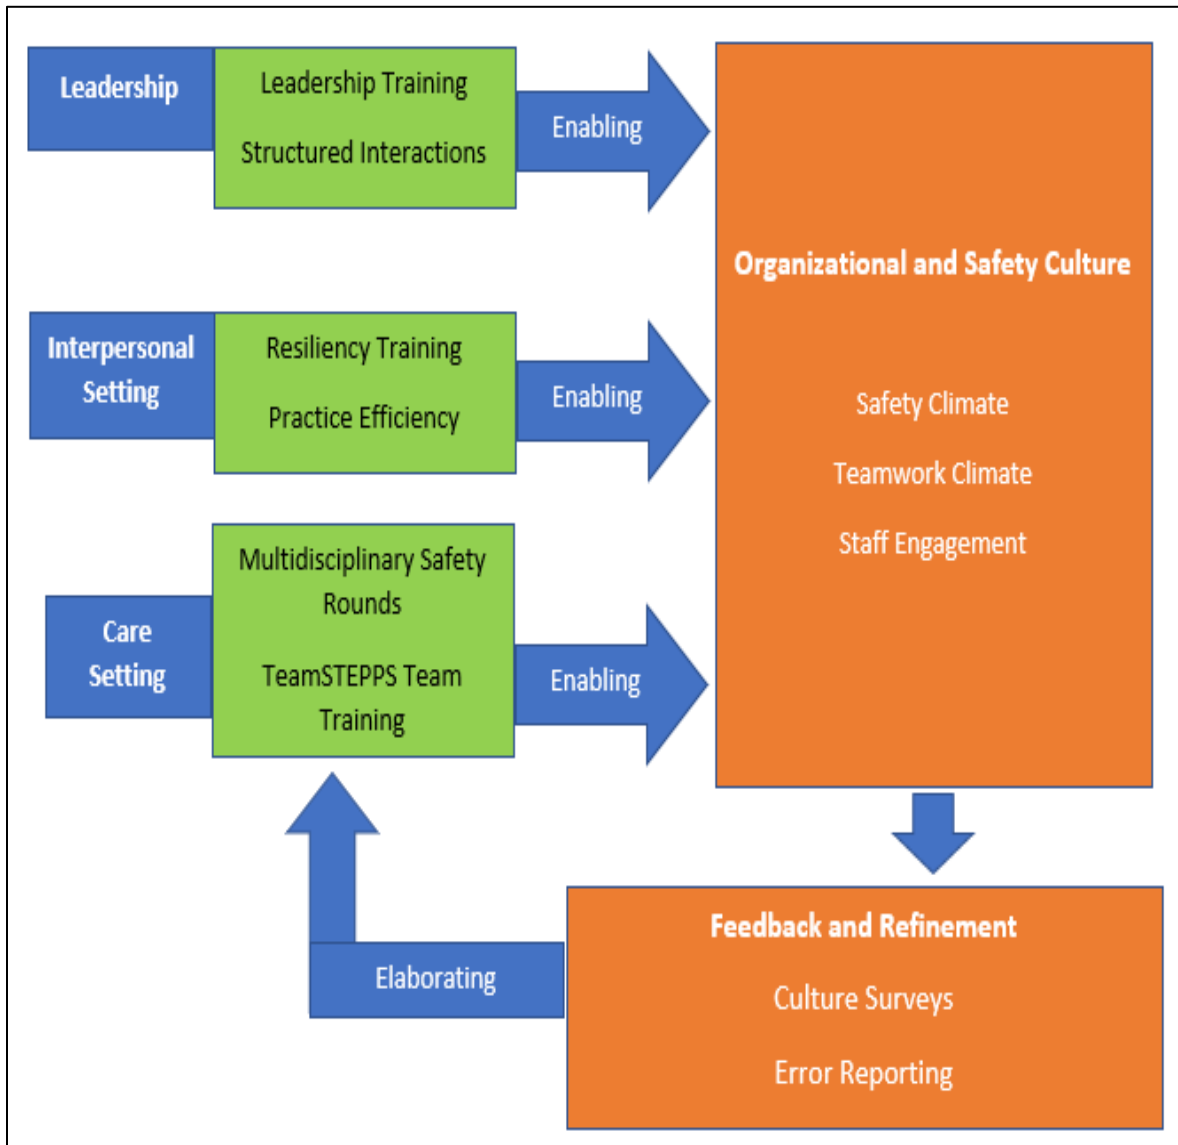 Leadership
Leadership Training
Structured Interactions
Enabling
Interpersonal
Setting
Resiliency Training
Practice Efficiency
Enabling
Care
Setting
Multidisciplinary Safety
Rounds
TeamSTEPPS Team
Training
Enabling
Organizational and Safety Culture
Safety Climate
Teamwork Climate
Staff Engagement
Feedback and Refinement
Culture Surveys
Error Reporting
Elaborating